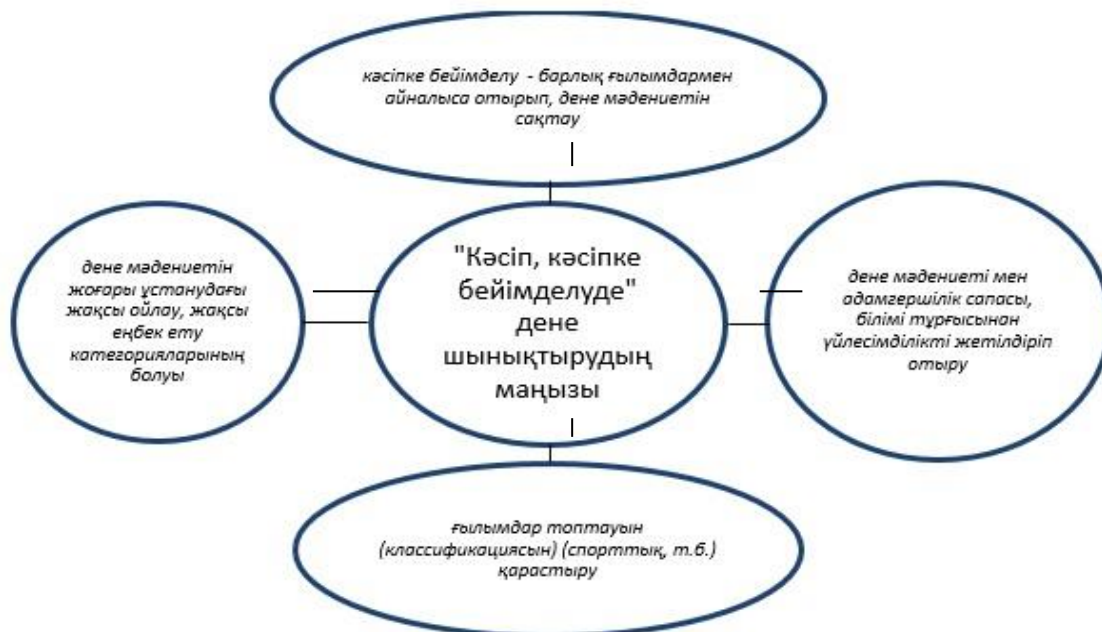 кәсіпке бейімделу - барлық ғылымдармен
айналыса отырып, дене мәдениетін
сақтау
дене мәдениетін
жоғары ұстанудағы
жақсы ойлау, жақсы
еңбек ету
категорияларының
болуы
"Кәсіп, кәсіпке
бейімделуде"
дене
шынықтырудың
маңызы
дене мәдениеті мен
адамгершілік сапасы,
білімі тұрғысынан
үйлесімділікті жетілдіріп
отыру
ғылымдар топтауын
(классификациясын) (спорттық, т.б.)
қарастыру